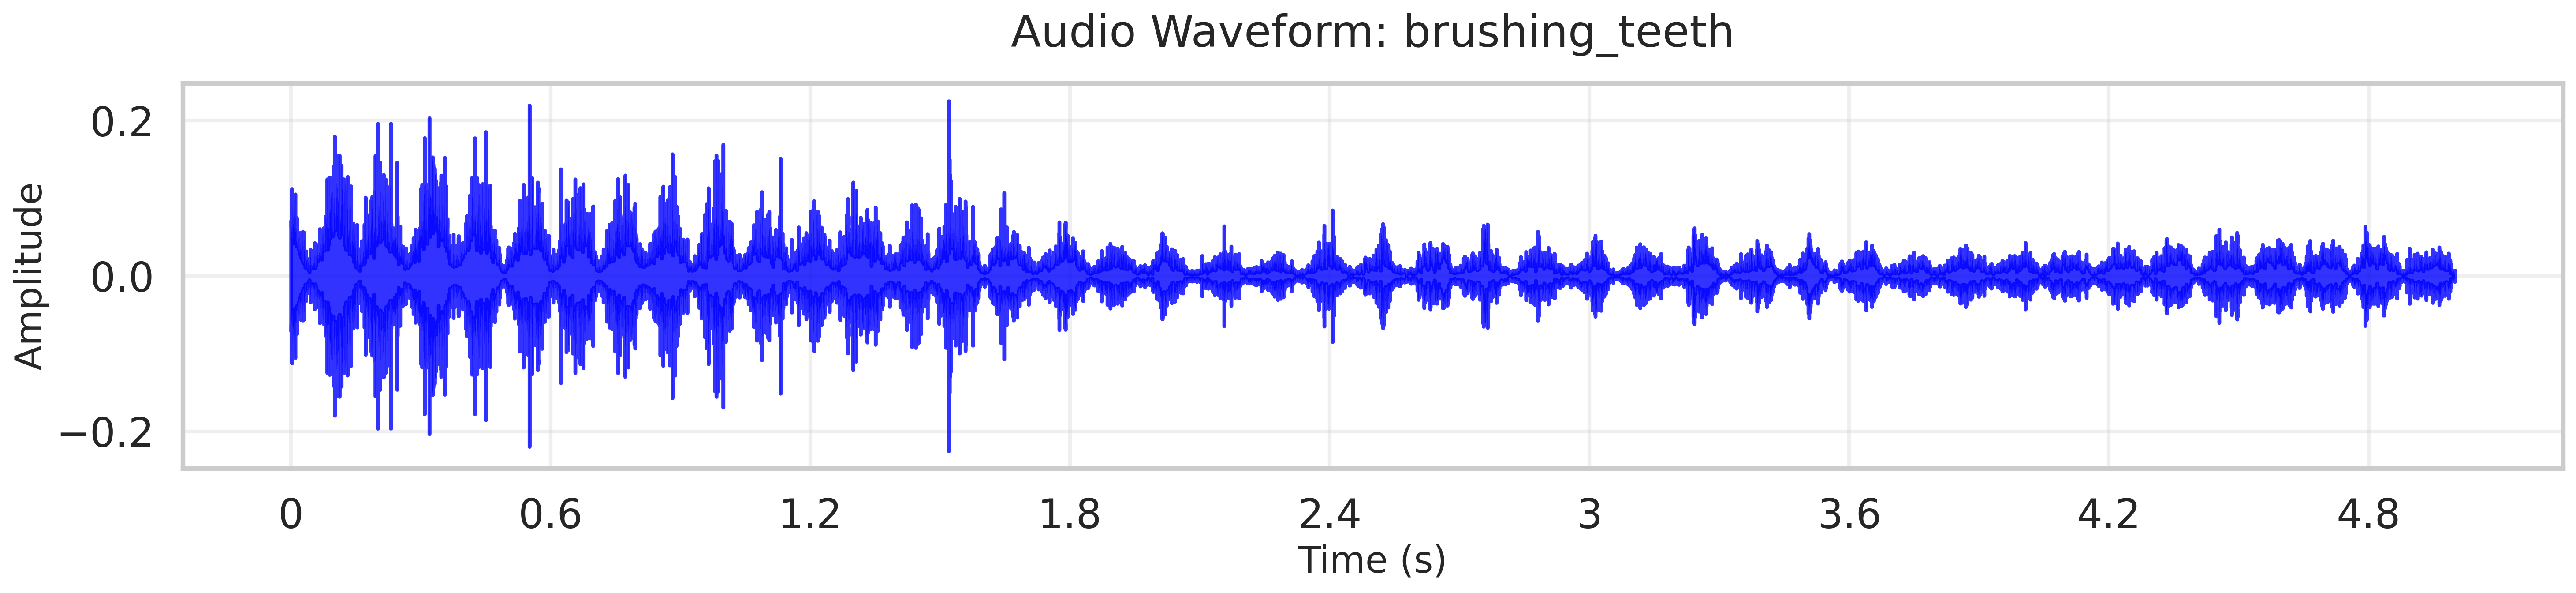 Audio Waveform: brushing_teeth
Amplitude
0.2
0.0
−0.2
0 0.6 1.2 1.8 2.4 3 3.6 4.2 4.8
Time (s)